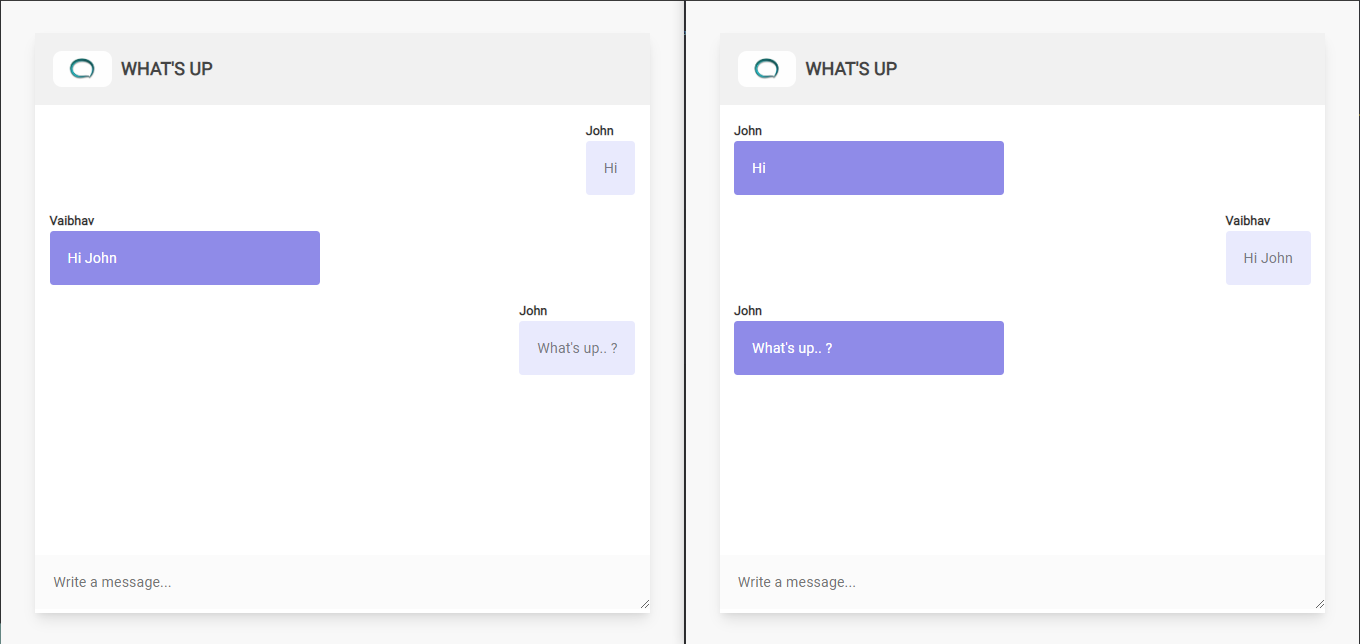 WHAT'S UP
John
Hi
Vaibhav
Hi John
John
What's up.. ?
Write a message...
WHAT'S UP
John
Hi
Vaibhav
Hi John
John
What's up.. ?
Write a message...